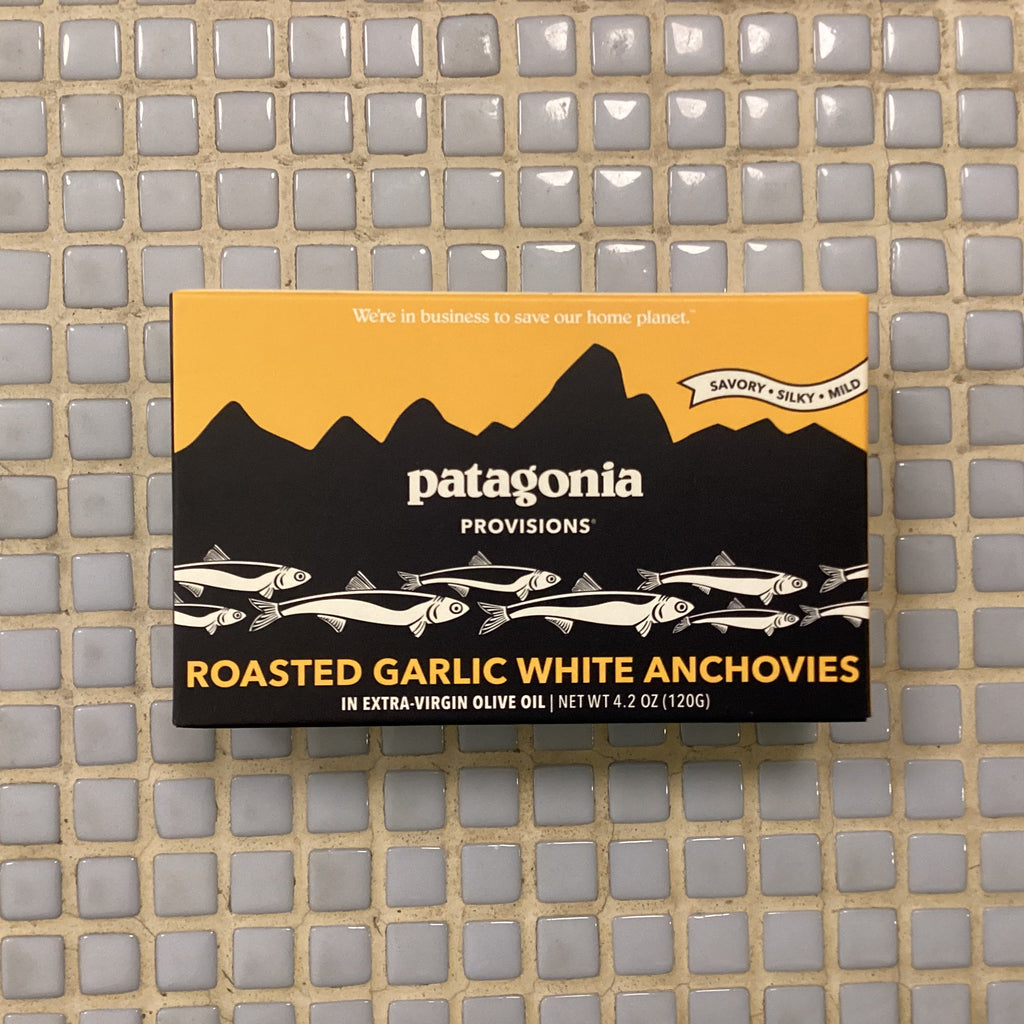 We're in business to save our home planet.™
SAVORY • SILKY • MILD
patagonia
PROVISIONS®
ROASTED GARLIC WHITE ANCHOVIES
IN EXTRA-VIRGIN OLIVE OIL | NET WT 4.2 OZ (120G)